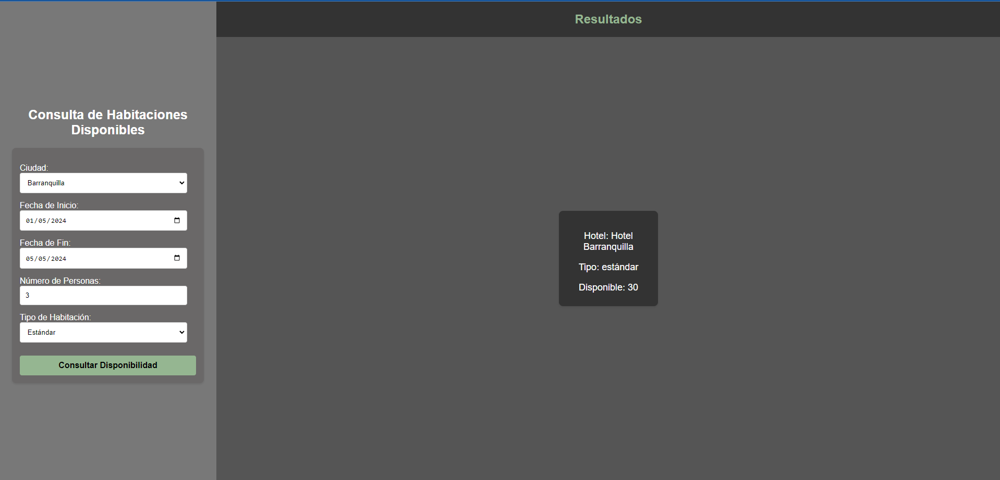 Consulta de Habitaciones
Disponibles
Ciudad:
Barranquilla
Fecha de Inicio:
01/05/2024
Fecha de Fin:
05/05/2024
Número de Personas:
3
Tipo de Habitación:
Estándar
Consultar Disponibilidad
Resultados
Hotel: Hotel
Barranquilla
Tipo: estándar
Disponible: 30